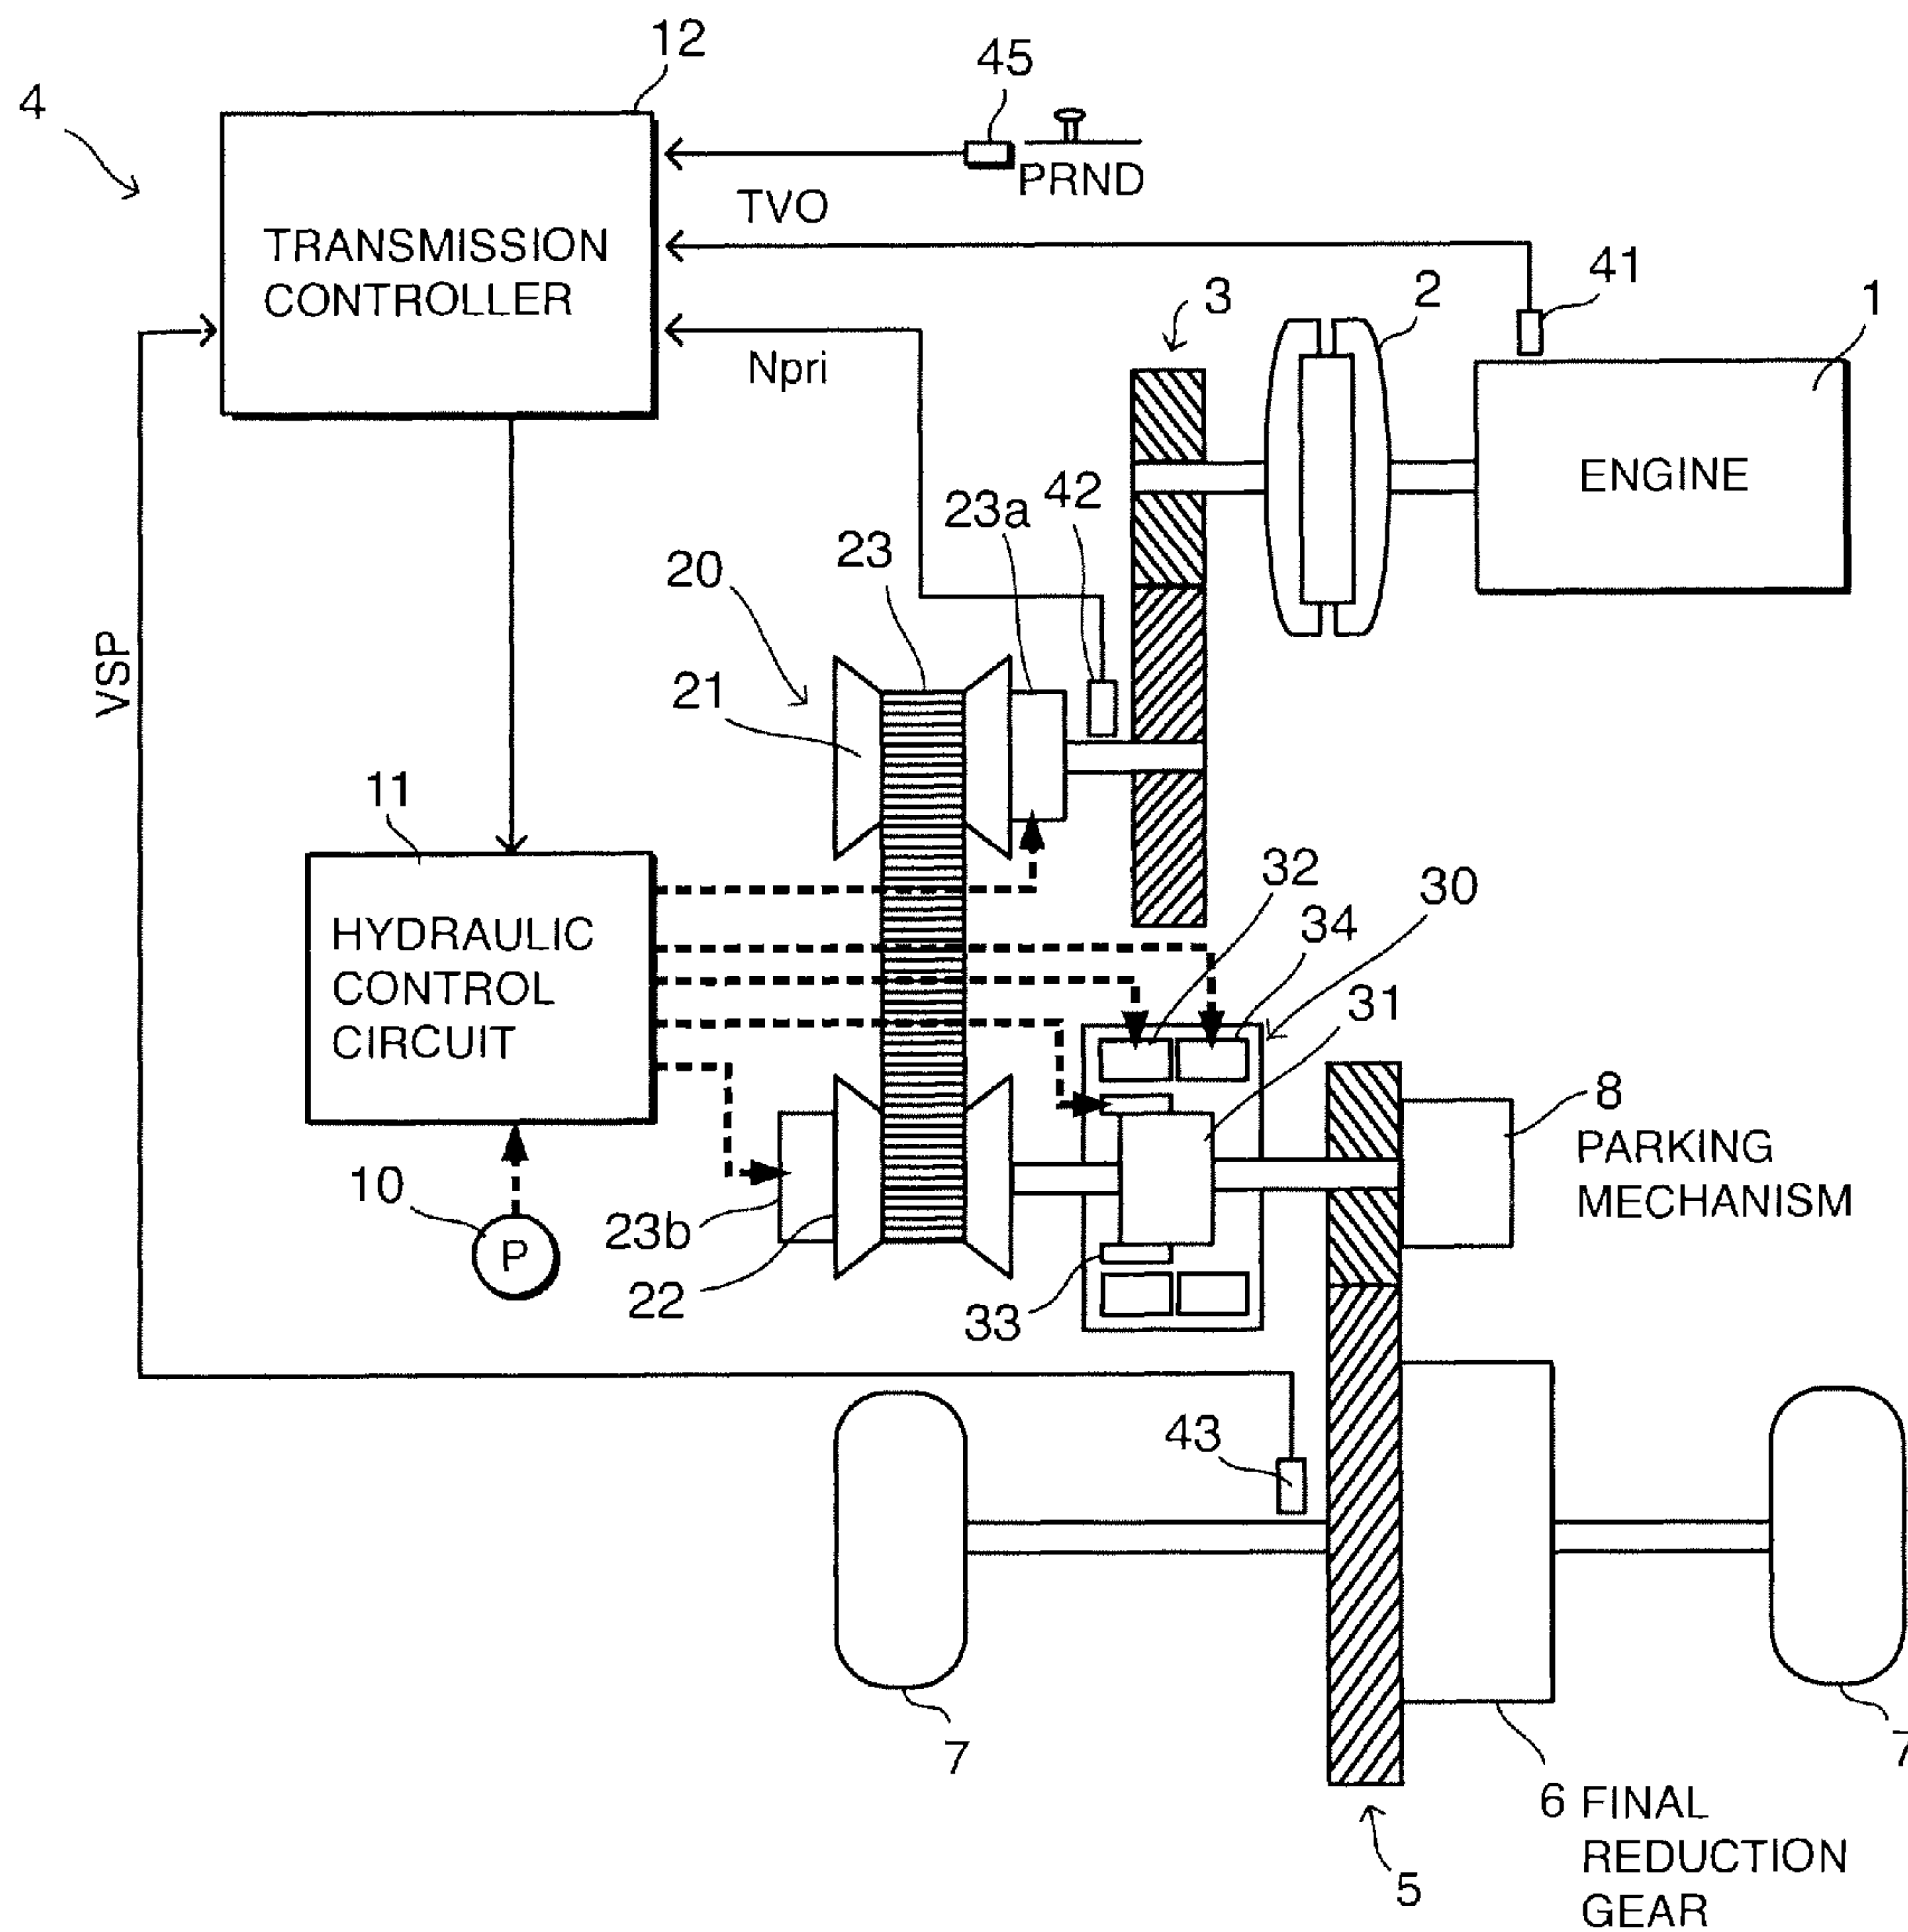 12
45
4
PRND
TVO
TRANSMISSION
CONTROLLER
41
2
3
1
Npri
ENGINE
42
23a
23
20
VSP
21
11
32
30
34
HYDRAULIC
CONTROL
CIRCUIT
31
8
PARKING
MECHANISM
10
P
23b
22
33
43
7
7
6 FINAL
REDUCTION
GEAR
5